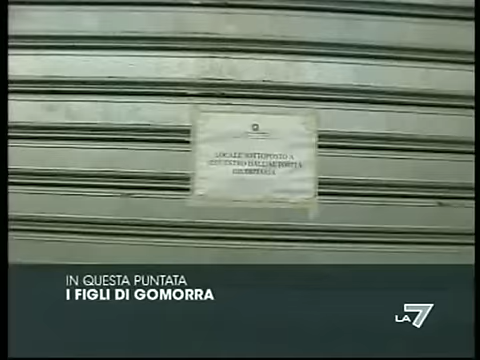 LOCALE SOTTOPOSTO A
SEQUESTRO DALL'AUTORITÀ
GIUDIZIARIA
IN QUESTA PUNTATA
I FIGLI DI GOMORRA
LA7